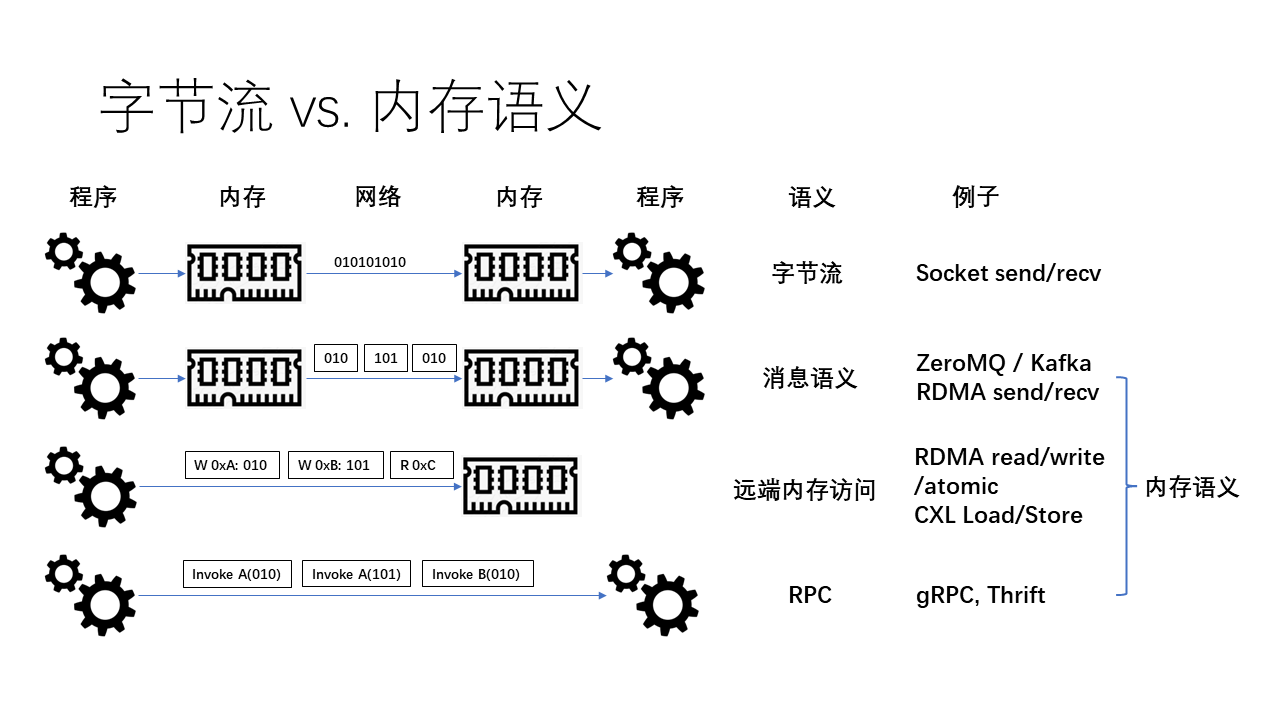 字节流 vs. 内存语义
程序 内存 网络 内存 程序 语义 例子
010101010
字节流 Socket send/recv
010 101 010
消息语义 ZeroMQ / Kafka
RDMA send/recv
W 0xA: 010 W 0xB: 101 R 0xC
远端内存访问 RDMA read/write
/atomic
CXL Load/Store
内存语义
Invoke A(010) Invoke A(101) Invoke B(010)
RPC gRPC, Thrift